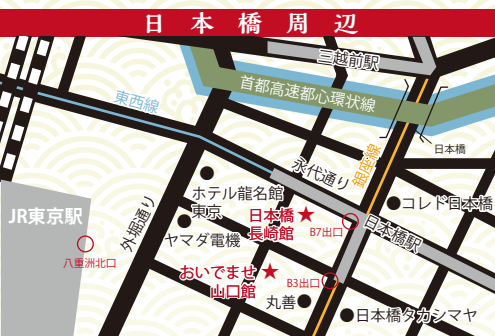 日本橋周辺
三越前駅
首都高速都心環状線
東西線
日本橋
永代通り
銀座線
ホテル龍名館
東京
コレド日本橋
外堀通り
JR東京駅
日本橋
長崎館
B7出口
日本橋駅
ヤマダ電機
八重洲北口
おいでませ
山口館
B3出口
丸善
日本橋タカシマヤ